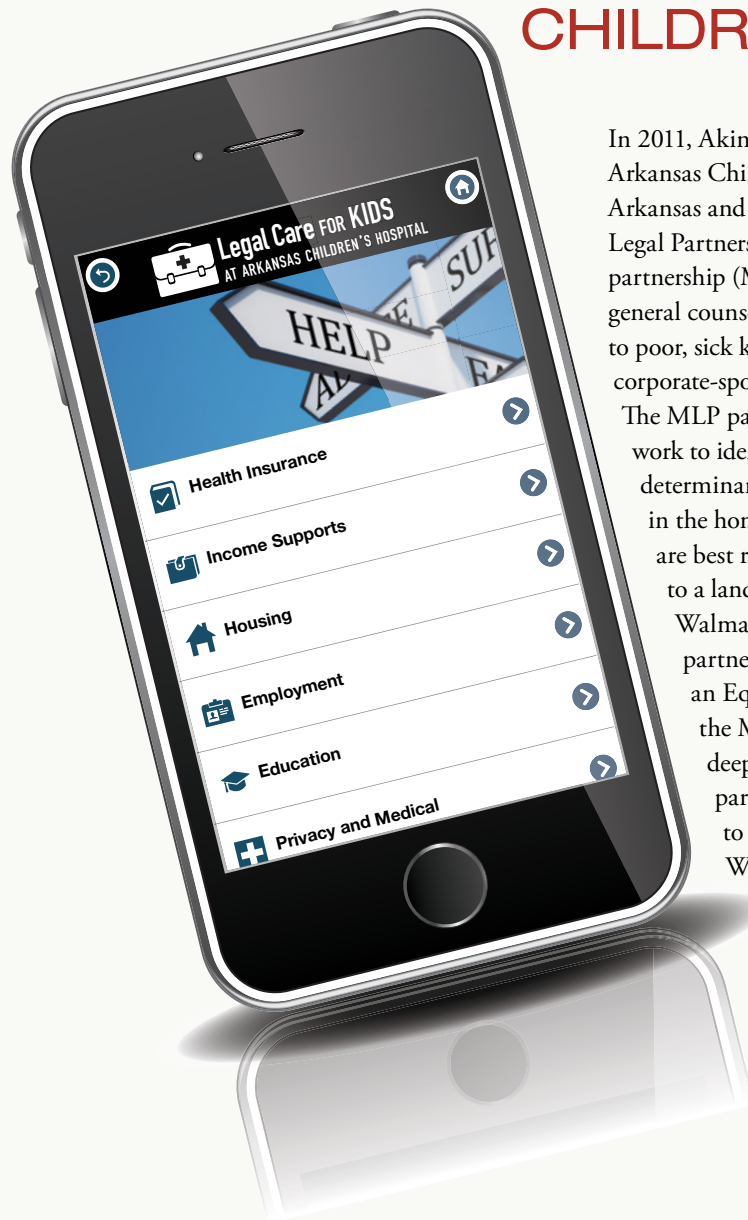 CHILDR
In 2011, Akin
Arkansas Chi
Arkansas and
Legal Partners
partnership (M
general couns
to poor, sick k
corporate-spo
The MLP pa
work to ide
determinan
in the hom
are best r
to a land
Walma
partne
an Eq
the M
deep
par
to
W
Legal Care FOR KIDS
AT ARKANSAS CHILDREN'S HOSPITAL
HELP
Health Insurance
Income Supports
Housing
Employment
Education
Privacy and Medical